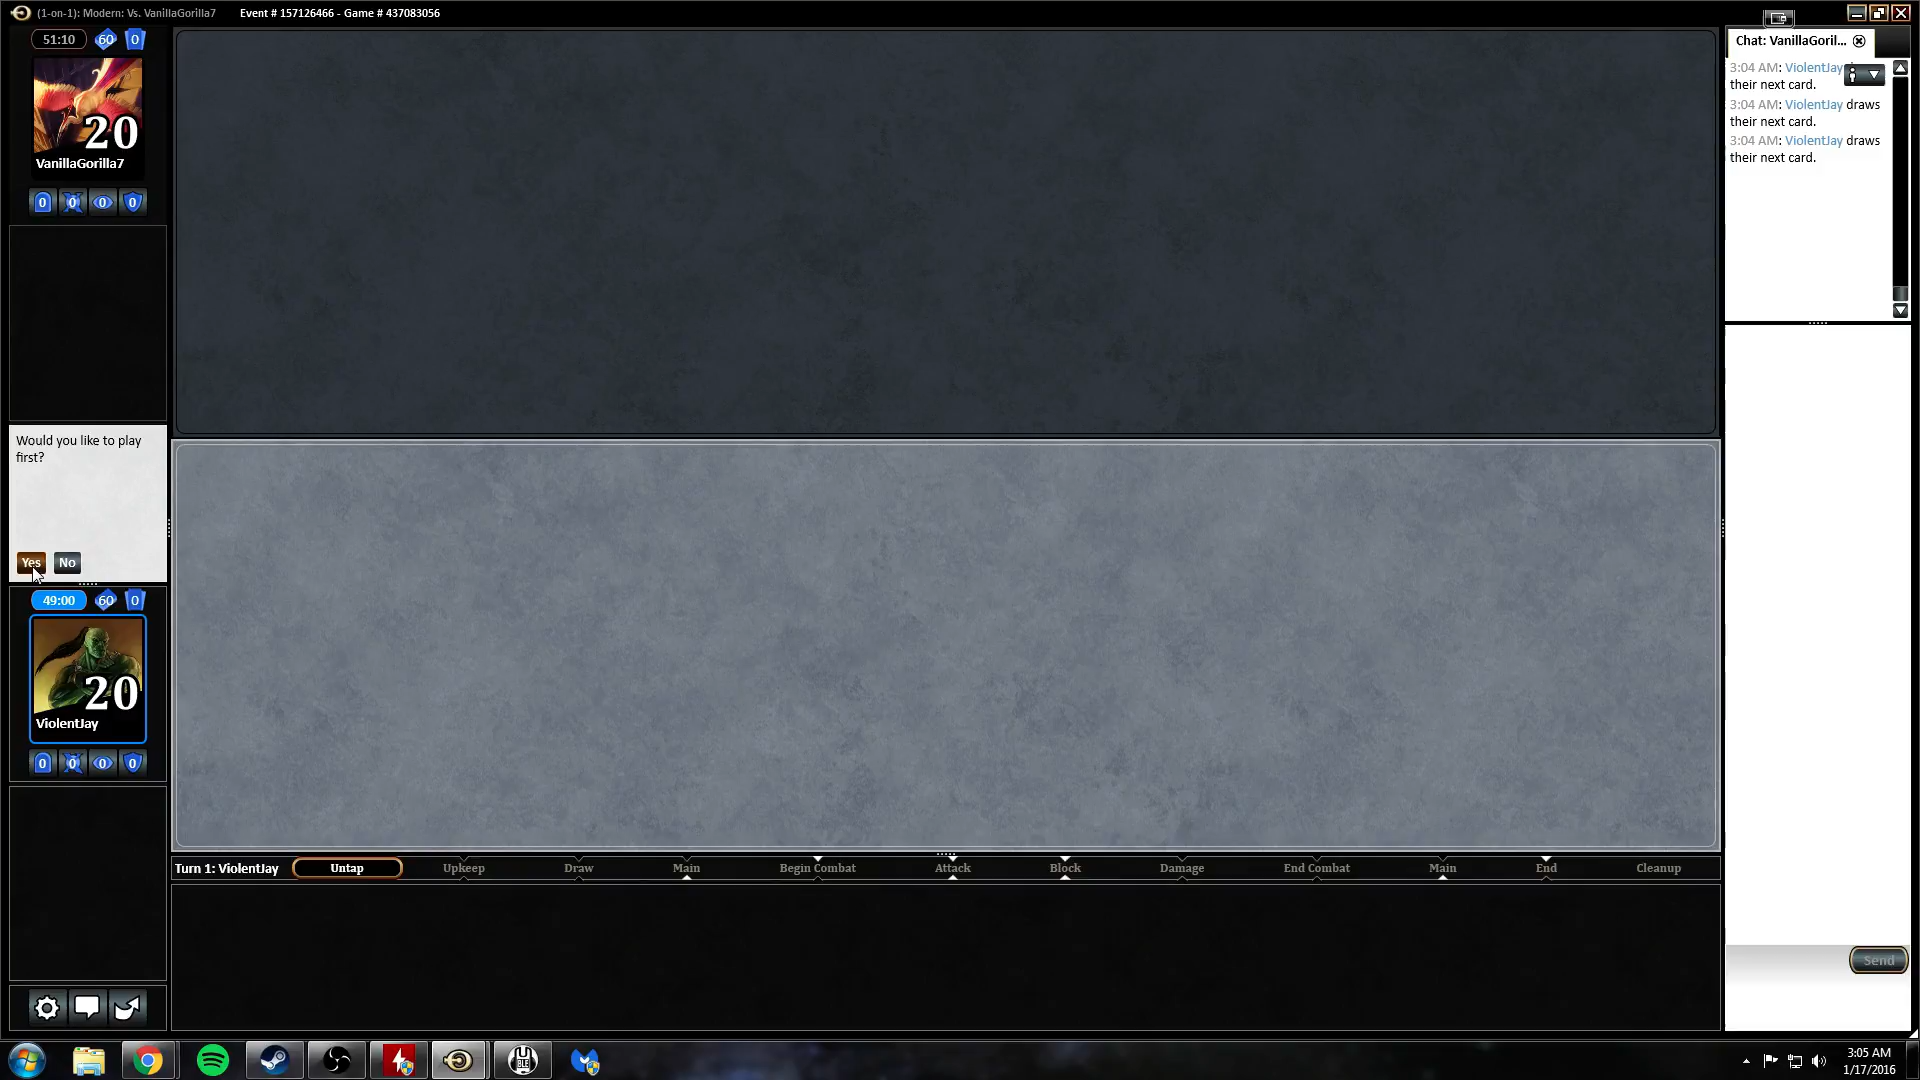 (1-on-1): Modern: Vs. VanillaGorilla7
Event # 157126466 - Game # 437083056
51:10
60
0
20
VanillaGorilla7
0
0
0
0
Would you like to play
first?
Yes
No
49:00
60
0
20
ViolentJay
0
0
0
0
Turn 1: ViolentJay
Untap
Upkeep
Draw
Main
Begin Combat
Attack
Block
Damage
End Combat
Main
End
Cleanup
Chat: VanillaGoril...
3:04 AM: ViolentJay
their next card.
3:04 AM: ViolentJay draws
their next card.
3:04 AM: ViolentJay draws
their next card.
Send
3:05 AM
1/17/2016